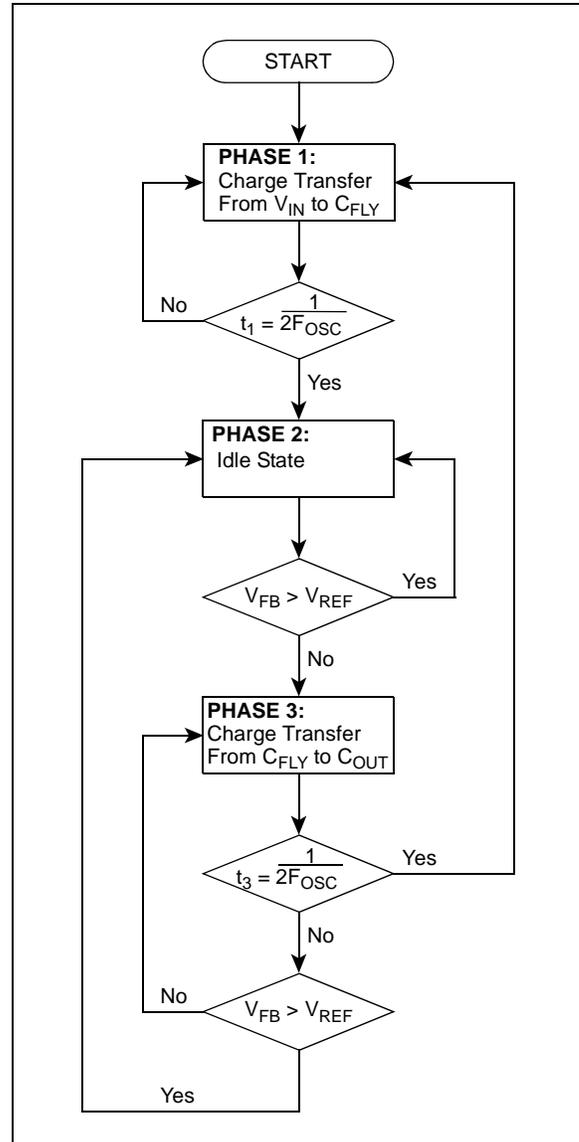 START
PHASE 1:
Charge Transfer
From V_IN to C_FLY
No
t_1 = 1/2F_OSC
Yes
PHASE 2:
Idle State
V_FB > V_REF
Yes
No
PHASE 3:
Charge Transfer
From C_FLY to C_OUT
t_3 = 1/2F_OSC
Yes
No
No
V_FB > V_REF
Yes